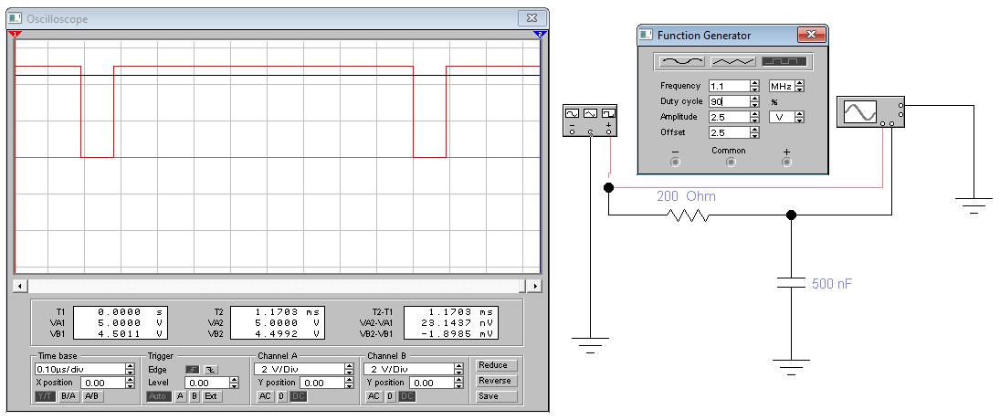 Oscilloscope
1
2
T1 0.0000 s
VA1 5.0000 V
VB1 4.5011 V
T2 1.1703 ms
VA2 5.0000 V
VB2 4.4992 V
T2-T1 1.1703 ms
VA2-VA1 23.1437 nV
VB2-VB1 -1.8985 mV
Time base
0.10µs/div
X position 0.00
Y/T B/A A/B
Trigger
Edge
Level 0.00
Auto A B Ext
Channel A
2 V/Div
Y position 0.00
AC 0 DC
Channel B
2 V/Div
Y position 0.00
AC 0 DC
Reduce
Reverse
Save
Function Generator
Frequency 1.1 MHz
Duty cycle 90 %
Amplitude 2.5 V
Offset 2.5
− Common +
− +
200 Ohm
500 nF